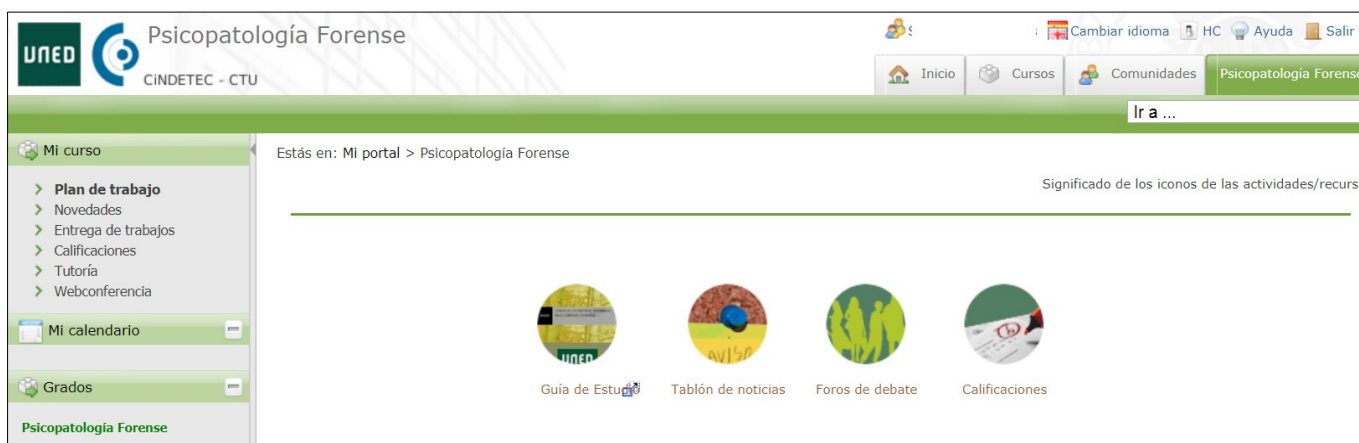 UNED
Psicopatología Forense
CiNDETEC - CTU
Cambiar idioma HC Ayuda Salir
Inicio Cursos Comunidades Psicopatología Forense
Ir a ...
Mi curso
Estás en: Mi portal > Psicopatología Forense
Significado de los iconos de las actividades/recurs
Plan de trabajo
Novedades
Entrega de trabajos
Calificaciones
Tutoría
Webconferencia
Mi calendario
Grados
Psicopatología Forense
UNED
AVISO
Guía de Estudio Tablón de noticias Foros de debate Calificaciones